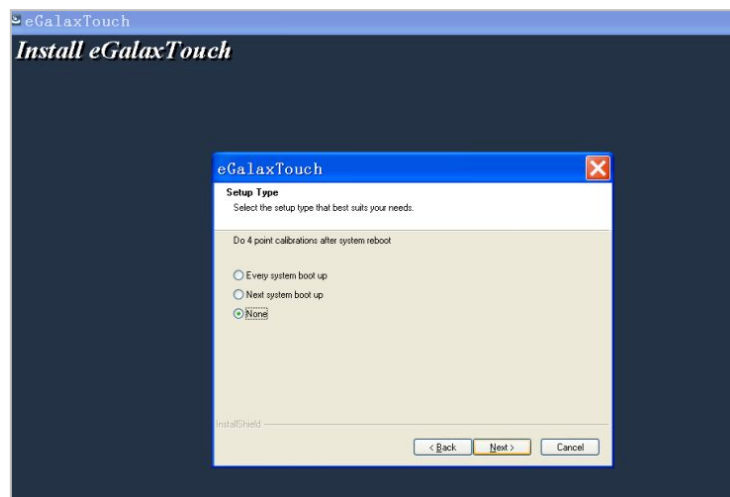 eGalaxTouch
Install eGalaxTouch
eGalaxTouch
Setup Type
Select the setup type that best suits your needs.
Do 4 point calibrations after system reboot
Every system boot up
Next system boot up
None
InstallShield
< Back Next > Cancel